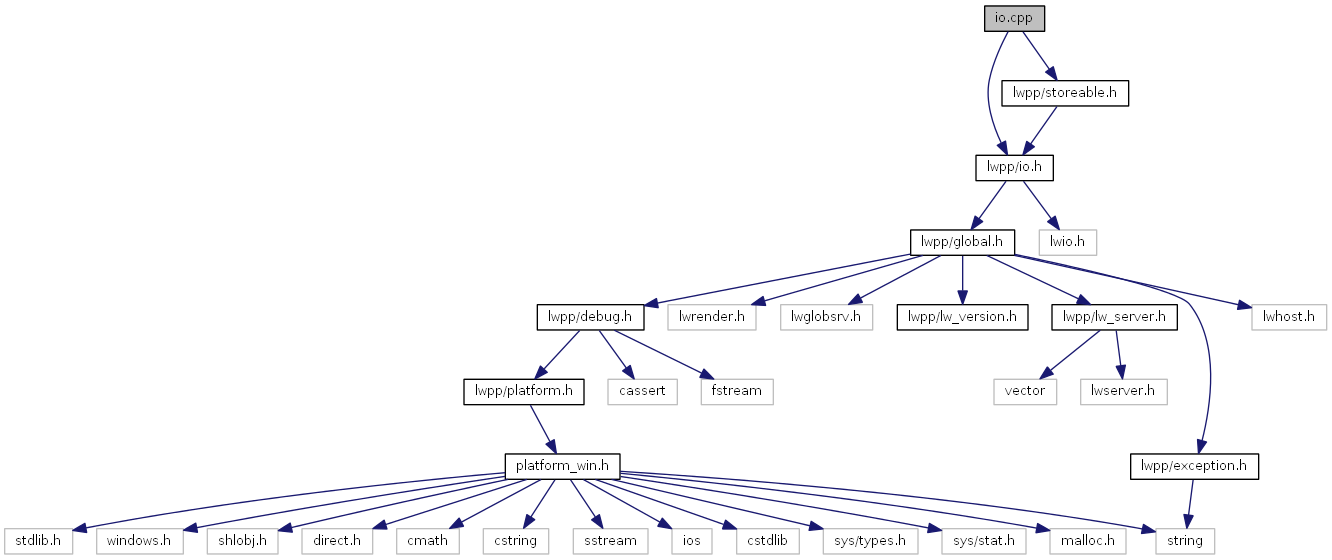 io.cpp
lwpp/storeable.h
lwpp/io.h
lwpp/global.h
lwio.h
lwpp/debug.h
lwrender.h
lwglobsrv.h
lwpp/lw_version.h
lwpp/lw_server.h
lwhost.h
lwpp/platform.h
cassert
fstream
vector
lwserver.h
platform_win.h
lwpp/exception.h
stdlib.h
windows.h
shlobj.h
direct.h
cmath
cstring
sstream
ios
cstdlib
sys/types.h
sys/stat.h
malloc.h
string